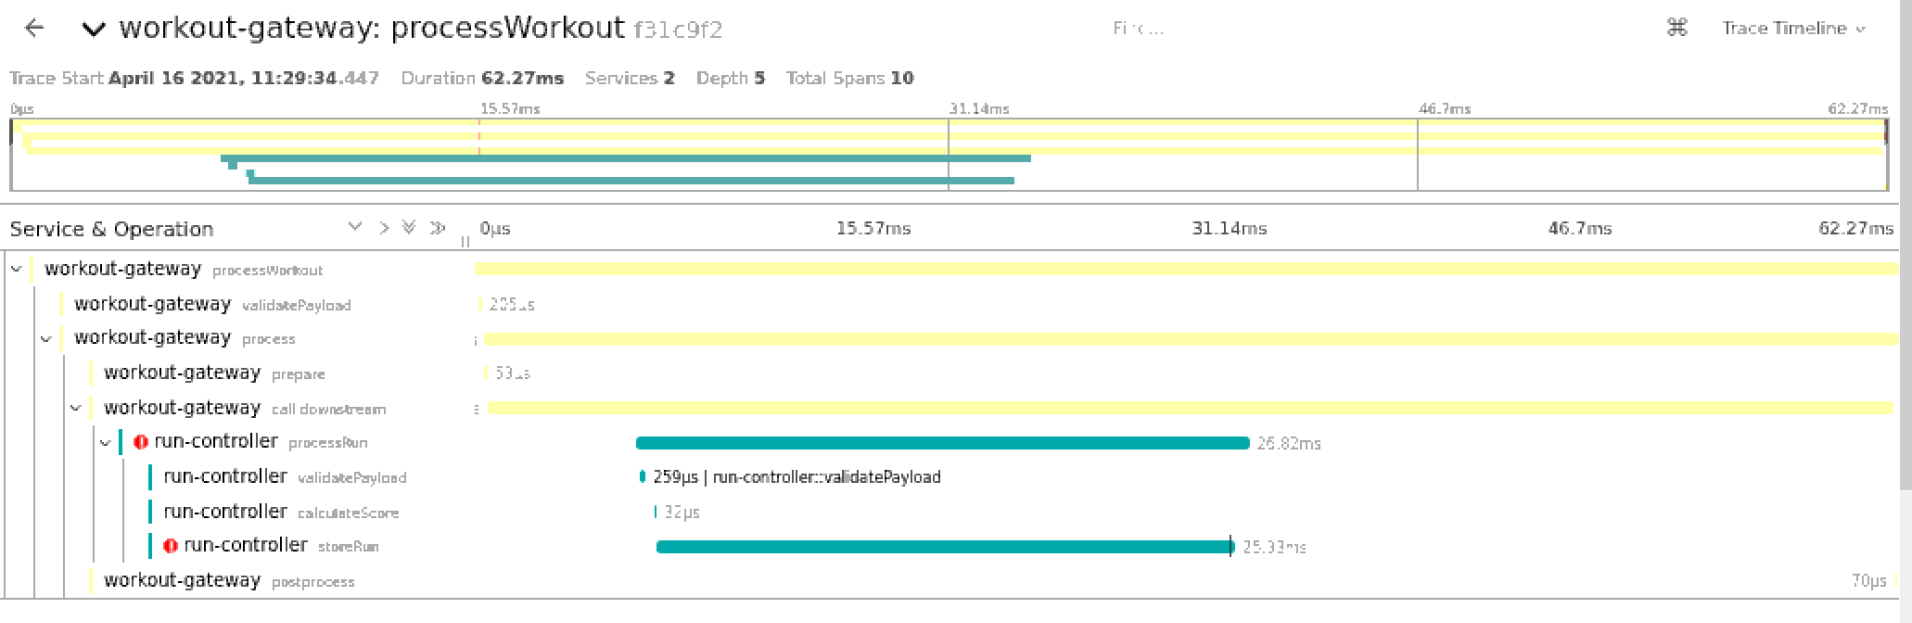 workout-gateway: processWorkout f31c9f2 Find... ⌘ Trace Timeline
Trace Start April 16 2021, 11:29:34.447 Duration 62.27ms Services 2 Depth 5 Total Spans 10
0μs 15.57ms 31.14ms 46.7ms 62.27ms
Service & Operation 0μs 15.57ms 31.14ms 46.7ms 62.27ms
workout-gateway processWorkout
workout-gateway validatePayload 205μs
workout-gateway process
workout-gateway prepare 53μs
workout-gateway call downstream
run-controller processRun 26.82ms
run-controller validatePayload 259μs | run-controller::validatePayload
run-controller calculateScore 32μs
run-controller storeRun 25.33ms
workout-gateway postprocess 70μs